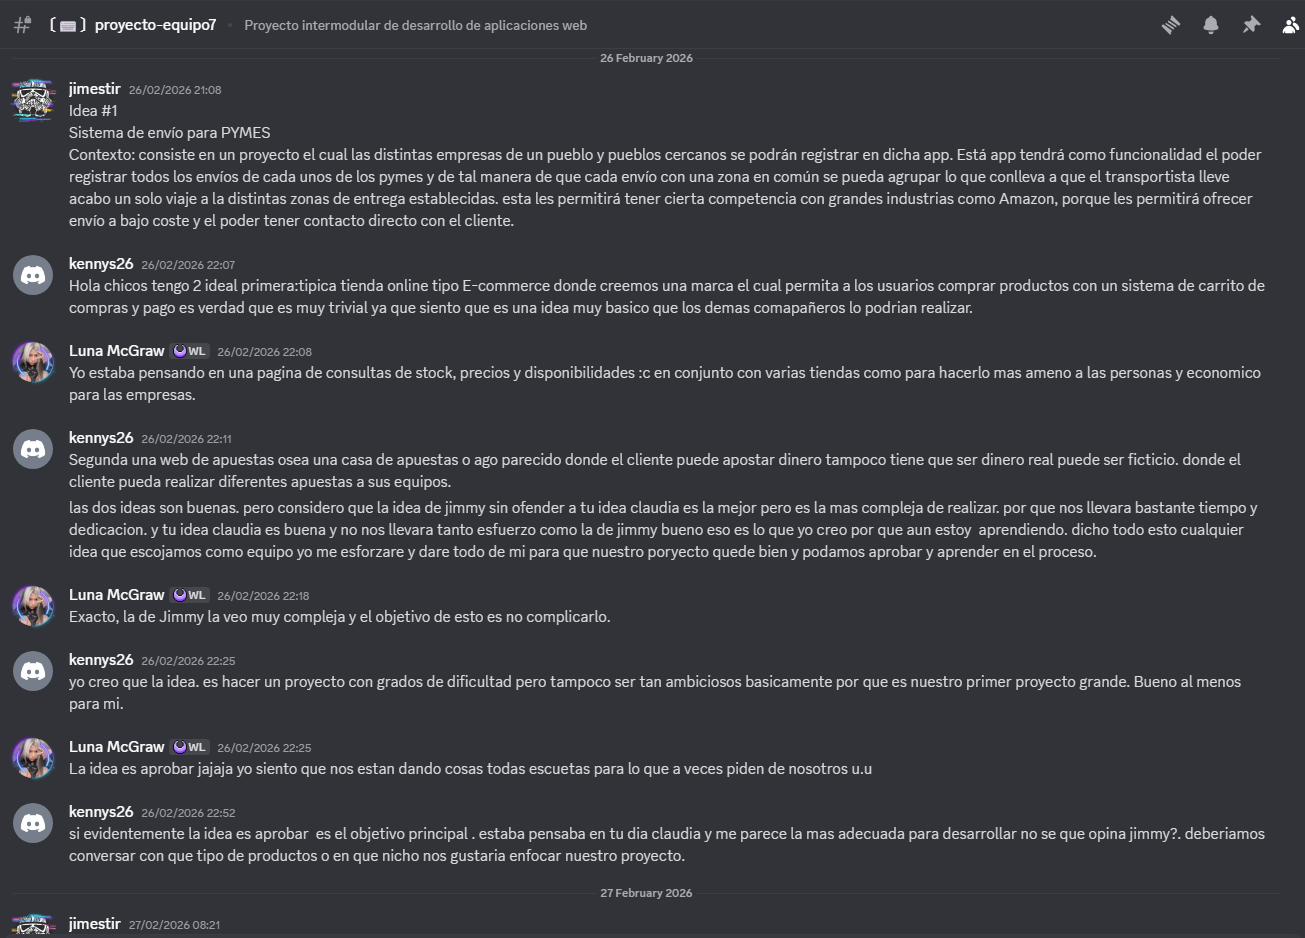 proyecto-equipo7 Proyecto intermodular de desarrollo de aplicaciones web
26 February 2026
jimestir 26/02/2026 21:08
Idea #1
Sistema de envío para PYMES
Contexto: consiste en un proyecto el cual las distintas empresas de un pueblo y pueblos cercanos se podrán registrar en dicha app. Está app tendrá como funcionalidad el poder
registrar todos los envíos de cada unos de los pymes y de tal manera de que cada envío con una zona en común se pueda agrupar lo que conlleva a que el transportista lleve
acabo un solo viaje a la distintas zonas de entrega establecidas. esta les permitirá tener cierta competencia con grandes industrias como Amazon, porque les permitirá ofrecer
envío a bajo coste y el poder tener contacto directo con el cliente.
kennys26 26/02/2026 22:07
Hola chicos tengo 2 ideal primera:tipica tienda online tipo E-commerce donde creemos una marca el cual permita a los usuarios comprar productos con un sistema de carrito de
compras y pago es verdad que es muy trivial ya que siento que es una idea muy basico que los demas comapañeros lo podrian realizar.
Luna McGraw WL 26/02/2026 22:08
Yo estaba pensando en una pagina de consultas de stock, precios y disponibilidades :c en conjunto con varias tiendas como para hacerlo mas ameno a las personas y economico
para las empresas.
kennys26 26/02/2026 22:11
Segunda una web de apuestas osea una casa de apuestas o ago parecido donde el cliente puede apostar dinero tampoco tiene que ser dinero real puede ser ficticio. donde el
cliente pueda realizar diferentes apuestas a sus equipos.
las dos ideas son buenas. pero considero que la idea de jimmy sin ofender a tu idea claudia es la mejor pero es la mas compleja de realizar. por que nos llevara bastante tiempo y
dedicacion. y tu idea claudia es buena y no nos llevara tanto esfuerzo como la de jimmy bueno eso es lo que yo creo por que aun estoy  aprendiendo. dicho todo esto cualquier
idea que escojamos como equipo yo me esforzare y dare todo de mi para que nuestro poryecto quede bien y podamos aprobar y aprender en el proceso.
Luna McGraw WL 26/02/2026 22:18
Exacto, la de Jimmy la veo muy compleja y el objetivo de esto es no complicarlo.
kennys26 26/02/2026 22:25
yo creo que la idea. es hacer un proyecto con grados de dificultad pero tampoco ser tan ambiciosos basicamente por que es nuestro primer proyecto grande. Bueno al menos
para mi.
Luna McGraw WL 26/02/2026 22:25
La idea es aprobar jajaja yo siento que nos estan dando cosas todas escuetas para lo que a veces piden de nosotros u.u
kennys26 26/02/2026 22:52
si evidentemente la idea es aprobar  es el objetivo principal . estaba pensaba en tu dia claudia y me parece la mas adecuada para desarrollar no se que opina jimmy?. deberiamos
conversar con que tipo de productos o en que nicho nos gustaria enfocar nuestro proyecto.
27 February 2026
jimestir 27/02/2026 08:21